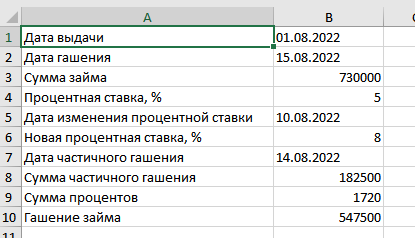 A B
1 Дата выдачи 01.08.2022
2 Дата гашения 15.08.2022
3 Сумма займа 730000
4 Процентная ставка, % 5
5 Дата изменения процентной ставки 10.08.2022
6 Новая процентная ставка, % 8
7 Дата частичного гашения 14.08.2022
8 Сумма частичного гашения 182500
9 Сумма процентов 1720
10 Гашение займа 547500